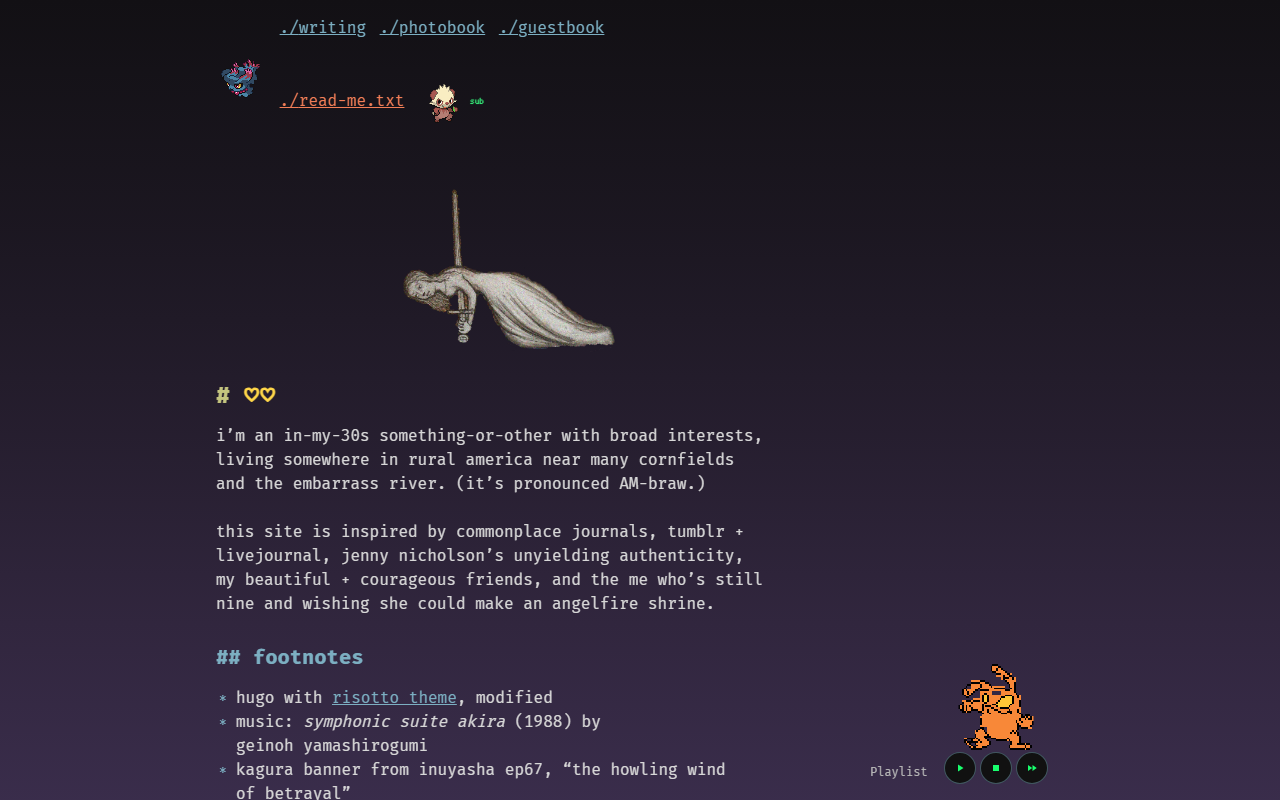 ./writing ./photobook ./guestbook
./read-me.txt sub
# ♡♡
i’m an in-my-30s something-or-other with broad interests,
living somewhere in rural america near many cornfields
and the embarrass river. (it’s pronounced AM-braw.)
this site is inspired by commonplace journals, tumblr +
livejournal, jenny nicholson’s unyielding authenticity,
my beautiful + courageous friends, and the me who’s still
nine and wishing she could make an angelfire shrine.
## footnotes
* hugo with risotto theme, modified
* music: symphonic suite akira (1988) by
geinoh yamashirogumi
* kagura banner from inuyasha ep67, “the howling wind
of betrayal”
Playlist